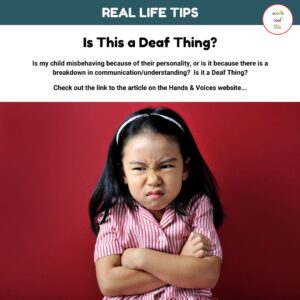 REAL LIFE TIPS
Is This a Deaf Thing?
Is my child misbehaving because of their personality, or is it because there is a
breakdown in communication/understanding?  Is it a Deaf Thing?
Check out the link to the article on the Hands & Voices website...